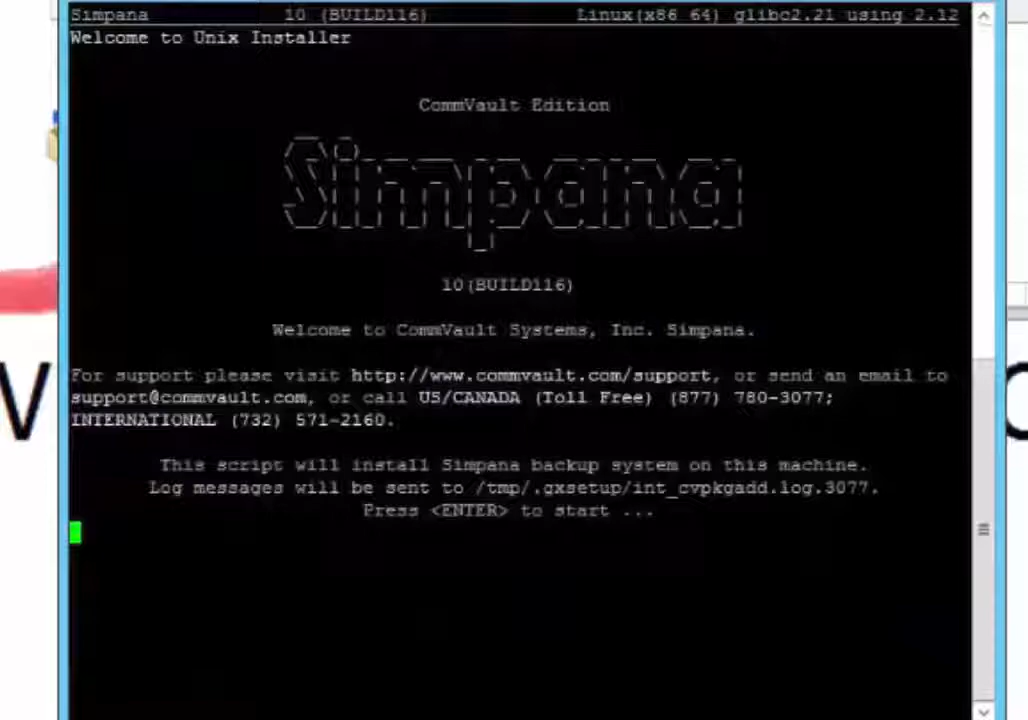 Simpana 10 (BUILD116) Linux(x86_64) glibc2.21 using 2.12
Welcome to Unix Installer
CommVault Edition
Simpana
10(BUILD116)
Welcome to CommVault Systems, Inc. Simpana.
For support please visit http://www.commvault.com/support, or send an email to
support@commvault.com, or call US/CANADA (Toll Free) (877) 780-3077;
INTERNATIONAL (732) 571-2160.
This script will install Simpana backup system on this machine.
Log messages will be sent to /tmp/.gxsetup/int_cvpkgadd.log.3077.
Press <ENTER> to start ...